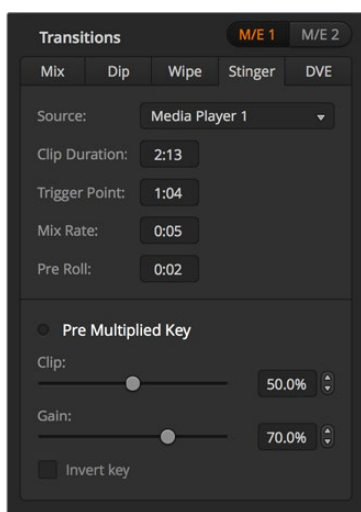 Transitions M/E 1 M/E 2
Mix Dip Wipe Stinger DVE
Source: Media Player 1
Clip Duration: 2:13
Trigger Point: 1:04
Mix Rate: 0:05
Pre Roll: 0:02
Pre Multiplied Key
Clip:
50.0%
Gain:
70.0%
Invert key